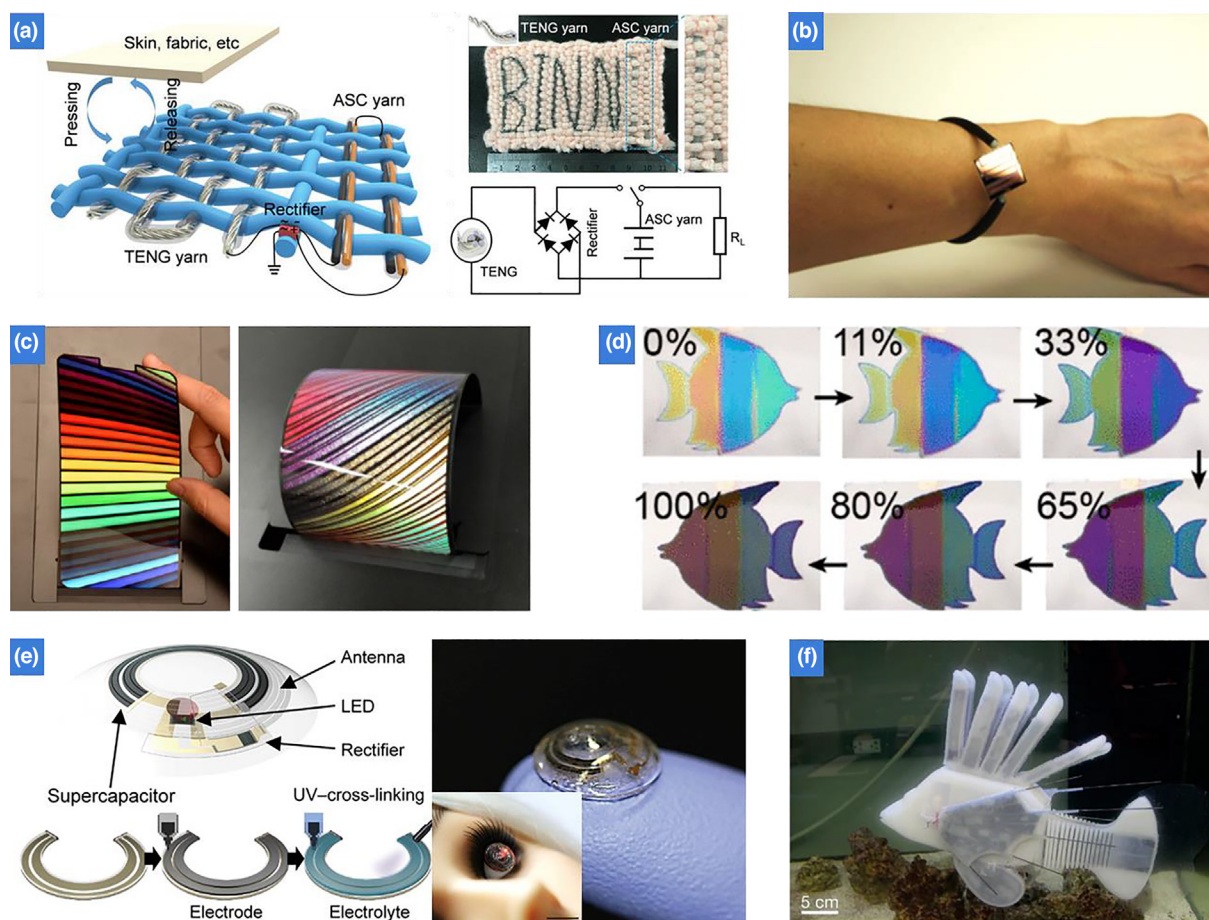 (a)
Skin, fabric, etc
Pressing
Releasing
ASC yarn
Rectifier
TENG yarn
TENG yarn
ASC yarn
BINN
TENG
Rectifier
ASC yarn
RL
(b)
(c)
(d)
0%
11%
33%
100%
80%
65%
(e)
Antenna
LED
Rectifier
Supercapacitor
UV–cross-linking
Electrode
Electrolyte
(f)
5 cm